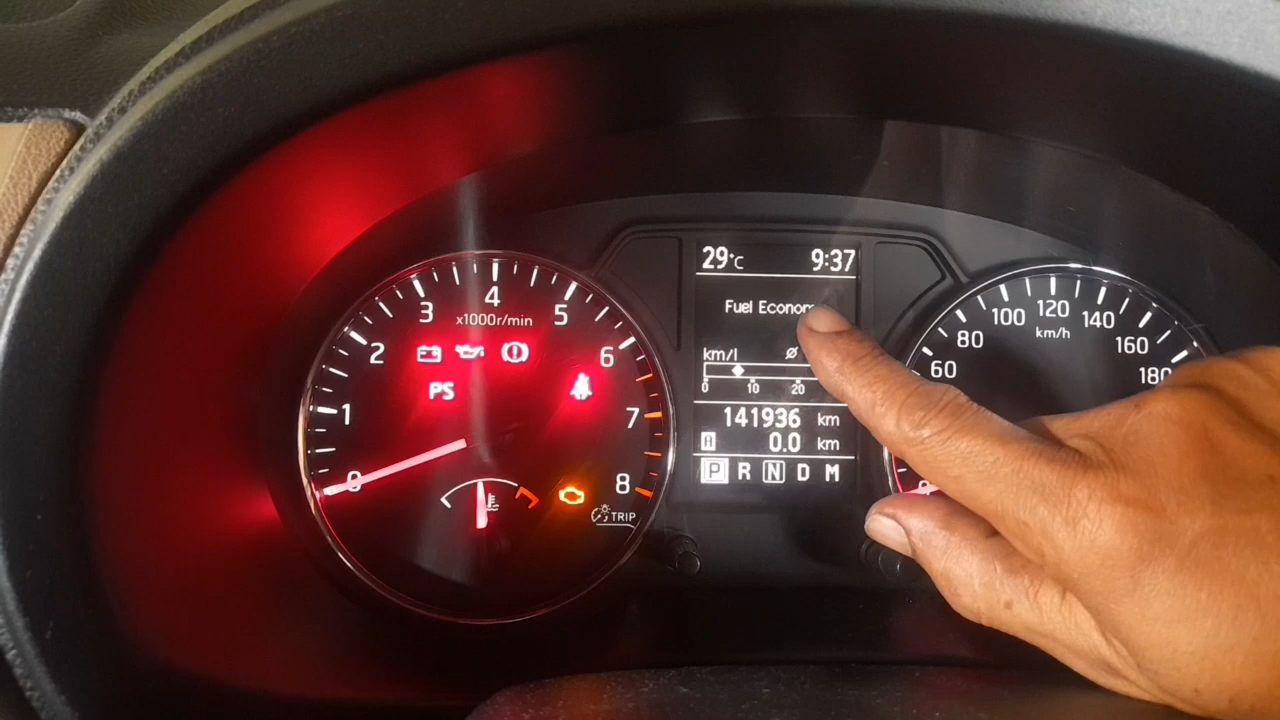 29°C 9:37
Fuel Econom
km/l
0 10 20
141936 km
0.0 km
P R N D M
0 1 2 3 4 5 6 7 8
x1000r/min
PS
TRIP
60 80 100 120 140 160 180
km/h